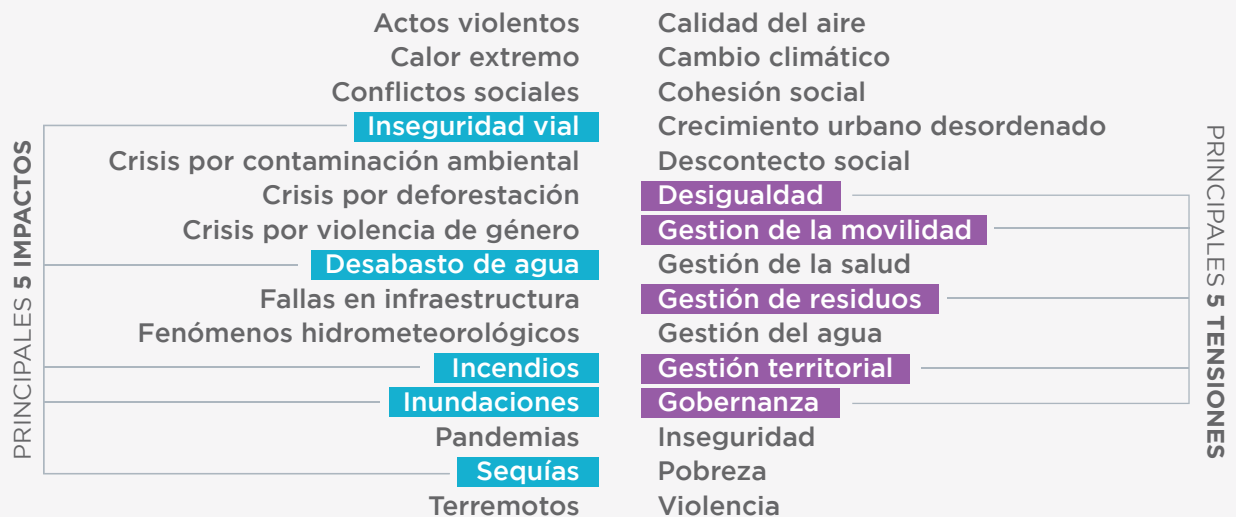 PRINCIPALES 5 IMPACTOS
Actos violentos
Calor extremo
Conflictos sociales
Inseguridad vial
Crisis por contaminación ambiental
Crisis por deforestación
Crisis por violencia de género
Desabasto de agua
Fallas en infraestructura
Fenómenos hidrometeorológicos
Incendios
Inundaciones
Pandemias
Sequías
Terremotos
Calidad del aire
Cambio climático
Cohesión social
Crecimiento urbano desordenado
Descontecto social
Desigualdad
Gestion de la movilidad
Gestión de la salud
Gestión de residuos
Gestión del agua
Gestión territorial
Gobernanza
Inseguridad
Pobreza
Violencia
PRINCIPALES 5 TENSIONES